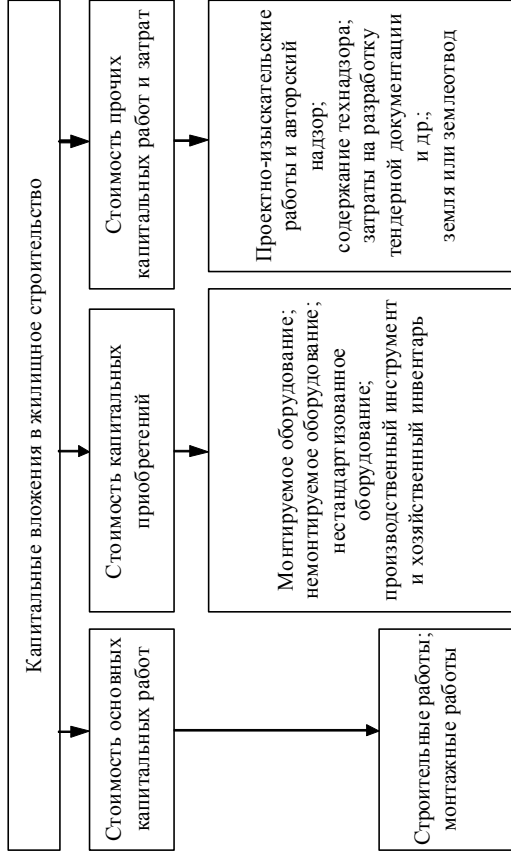 Капитальные вложения в жилищное строительство
Стоимость основных
капитальных работ
Стоимость капитальных
приобретений
Стоимость прочих
капитальных работ и затрат
Строительные работы;
монтажные работы
Монтируемое оборудование;
немонтируемое оборудование;
нестандартизованное
оборудование;
производственный инструмент
и хозяйственный инвентарь
Проектно-изыскательские
работы и авторский
надзор;
содержание технадзора;
затраты на разработку
тендерной документации
и др.;
земля или землеотвод